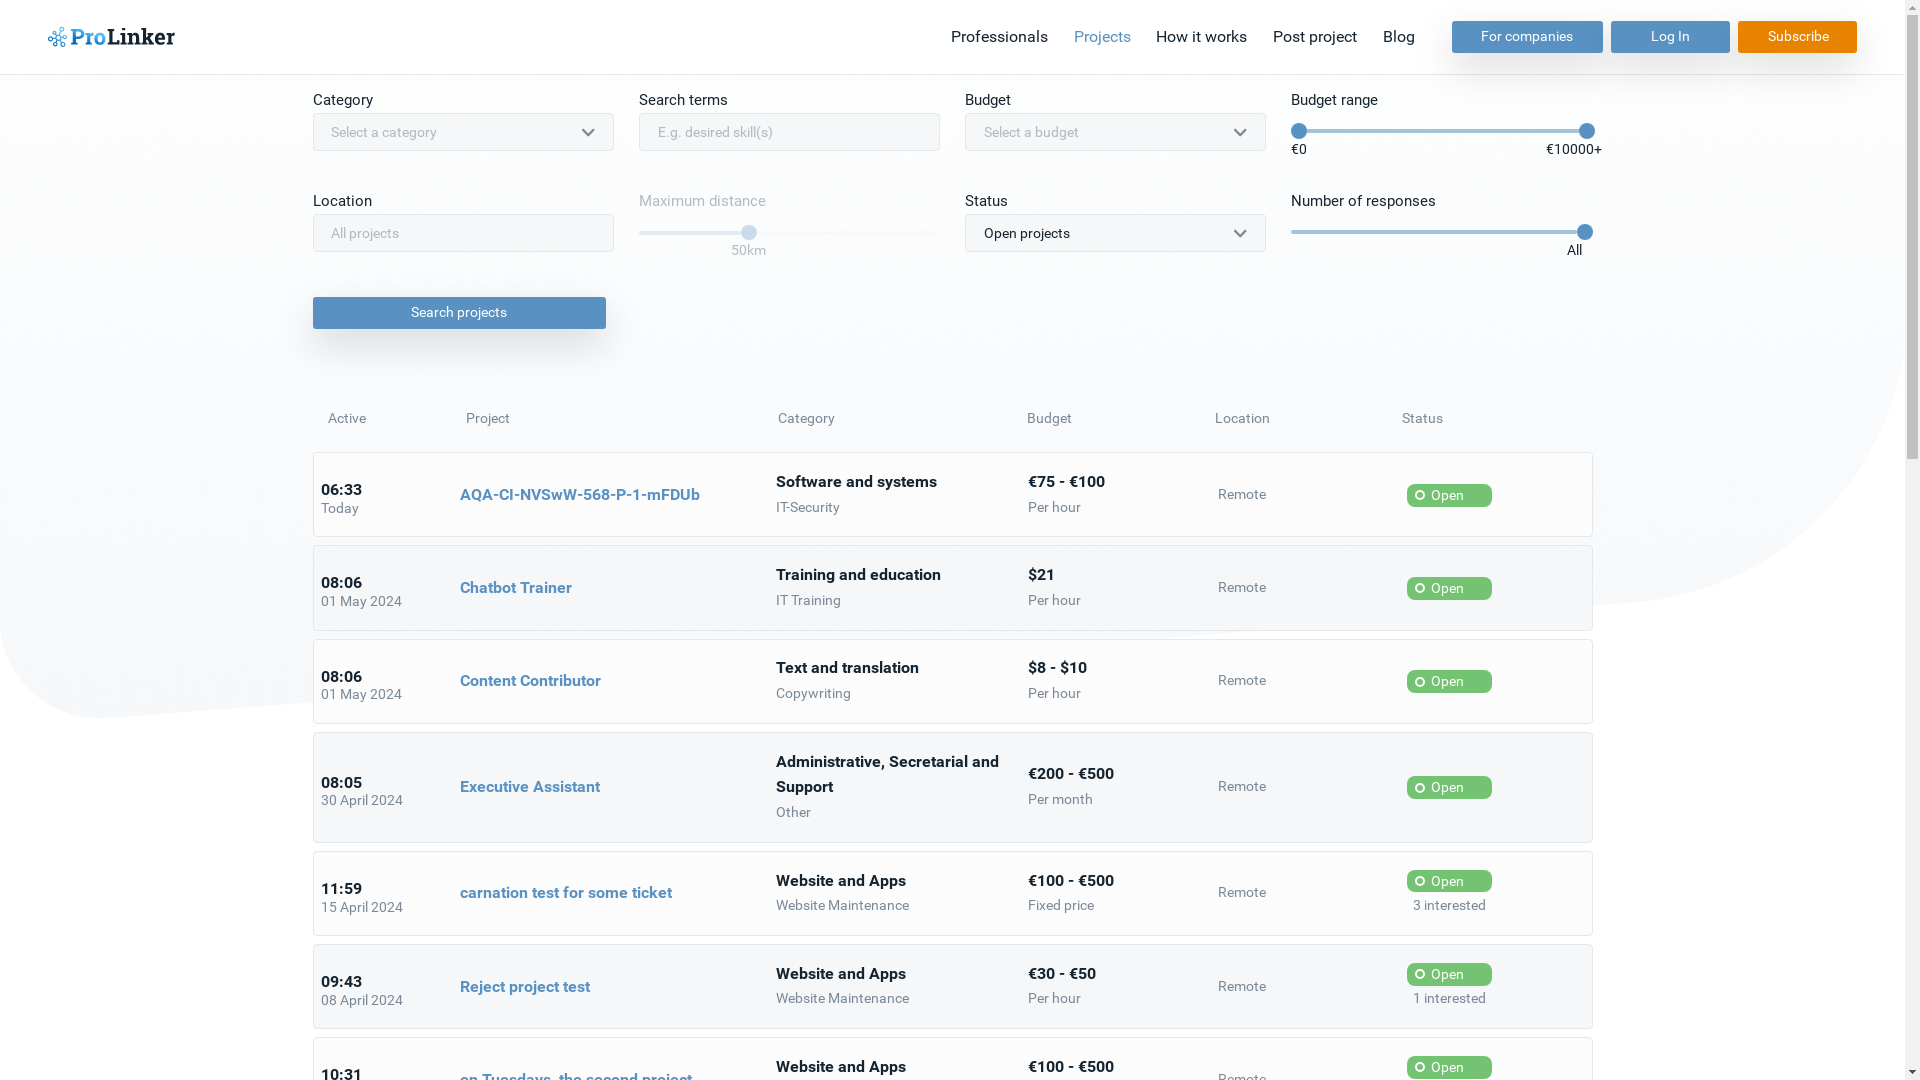 ProLinker
Professionals
Projects
How it works
Post project
Blog
For companies
Log In
Subscribe
Category
Search terms
Budget
Budget range
Select a category
E.g. desired skill(s)
Select a budget
€0
€10000+
Location
Maximum distance
Status
Number of responses
All projects
Open projects
50km
All
Search projects
Active
Project
Category
Budget
Location
Status
06:33
Today
AQA-CI-NVSwW-568-P-1-mFDUb
Software and systems
IT-Security
€75 - €100
Per hour
Remote
Open
08:06
01 May 2024
Chatbot Trainer
Training and education
IT Training
$21
Per hour
Remote
Open
08:06
01 May 2024
Content Contributor
Text and translation
Copywriting
$8 - $10
Per hour
Remote
Open
08:05
30 April 2024
Executive Assistant
Administrative, Secretarial and
Support
Other
€200 - €500
Per month
Remote
Open
11:59
15 April 2024
carnation test for some ticket
Website and Apps
Website Maintenance
€100 - €500
Fixed price
Remote
Open
3 interested
09:43
08 April 2024
Reject project test
Website and Apps
Website Maintenance
€30 - €50
Per hour
Remote
Open
1 interested
10:31
on Tuesdays, the second project
Website and Apps
€100 - €500
Remote
Open